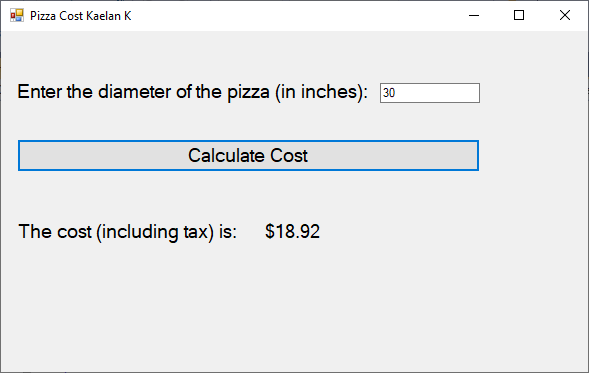 Pizza Cost Kaelan K
Enter the diameter of the pizza (in inches): 30
Calculate Cost
The cost (including tax) is: $18.92